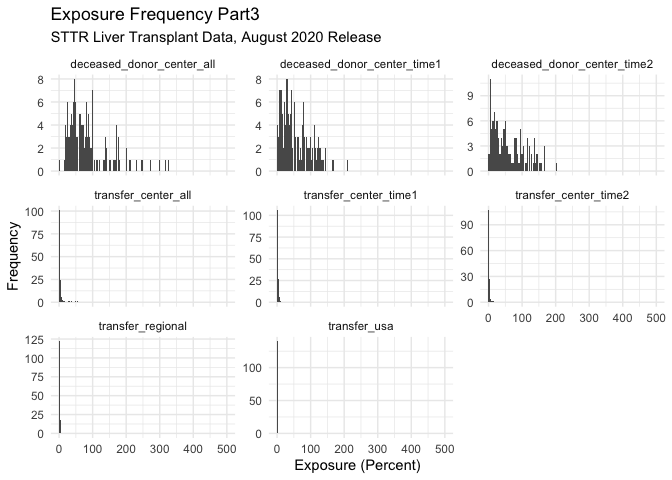 Exposure Frequency Part3
STTR Liver Transplant Data, August 2020 Release
deceased_donor_center_all
deceased_donor_center_time1
deceased_donor_center_time2
8
6
4
2
0
8
6
4
2
0
9
6
3
0
transfer_center_all
transfer_center_time1
transfer_center_time2
100
75
50
25
0
100
75
50
25
0
90
60
30
0
0 100 200 300 400 500
transfer_regional
transfer_usa
125
100
75
50
25
0
100
50
0
0 100 200 300 400 500
0 100 200 300 400 500
Frequency
Exposure (Percent)